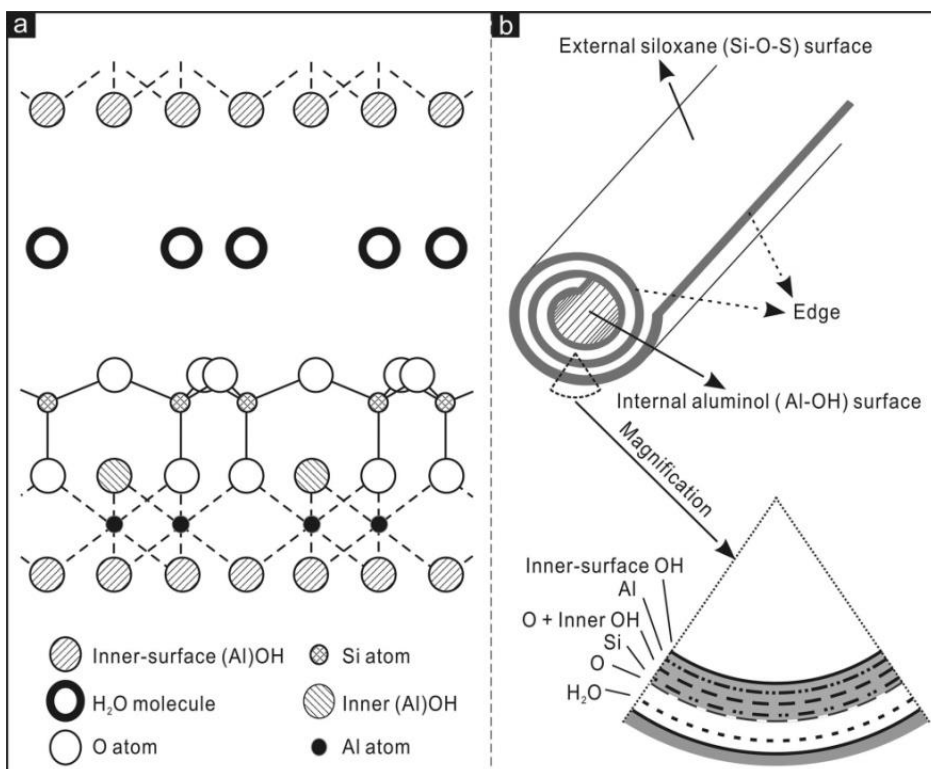 a
Inner-surface (Al)OH
Si atom
H₂O molecule
Inner (Al)OH
O atom
Al atom
b
External siloxane (Si-O-S) surface
Edge
Internal aluminol ( Al-OH) surface
Magnification
Inner-surface OH
Al
O + Inner OH
Si
O
H₂O